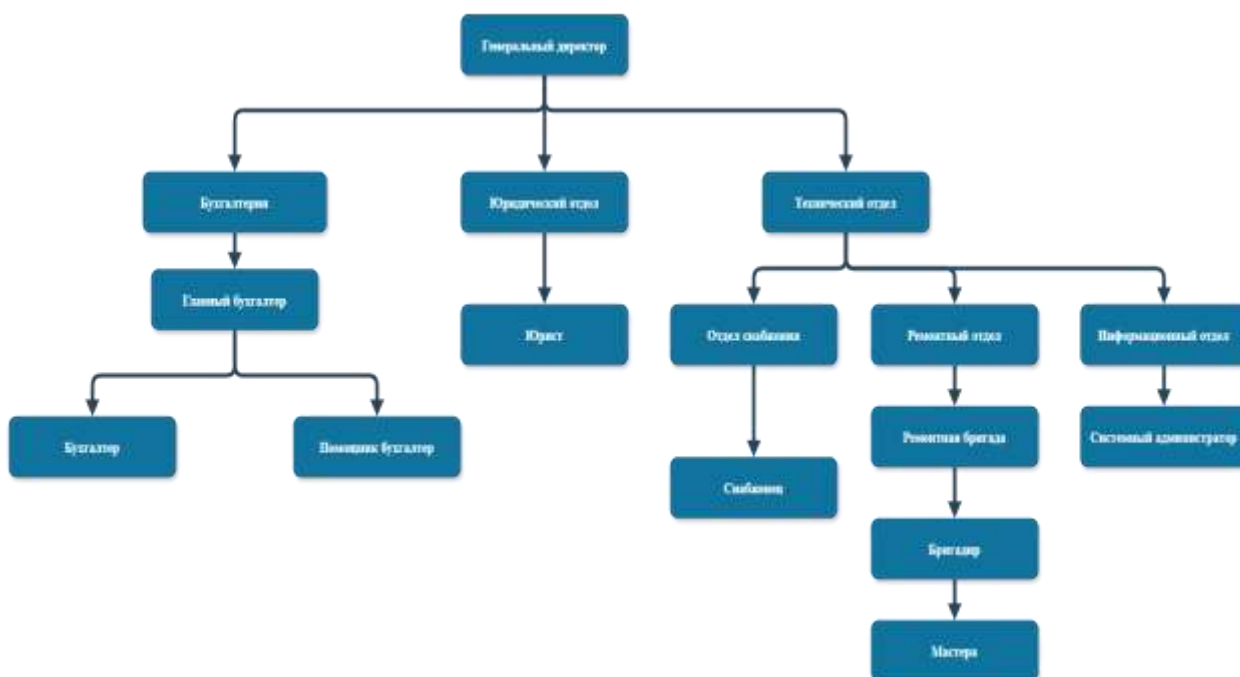 Генеральный директор
Бухгалтерия
Юридический отдел
Технический отдел
Главный бухгалтер
Юрист
Отдел снабжения
Ремонтный отдел
Информационный отдел
Бухгалтер
Помощник бухгалтер
Ремонтная бригада
Системный администратор
Снабженец
Бригадир
Мастера